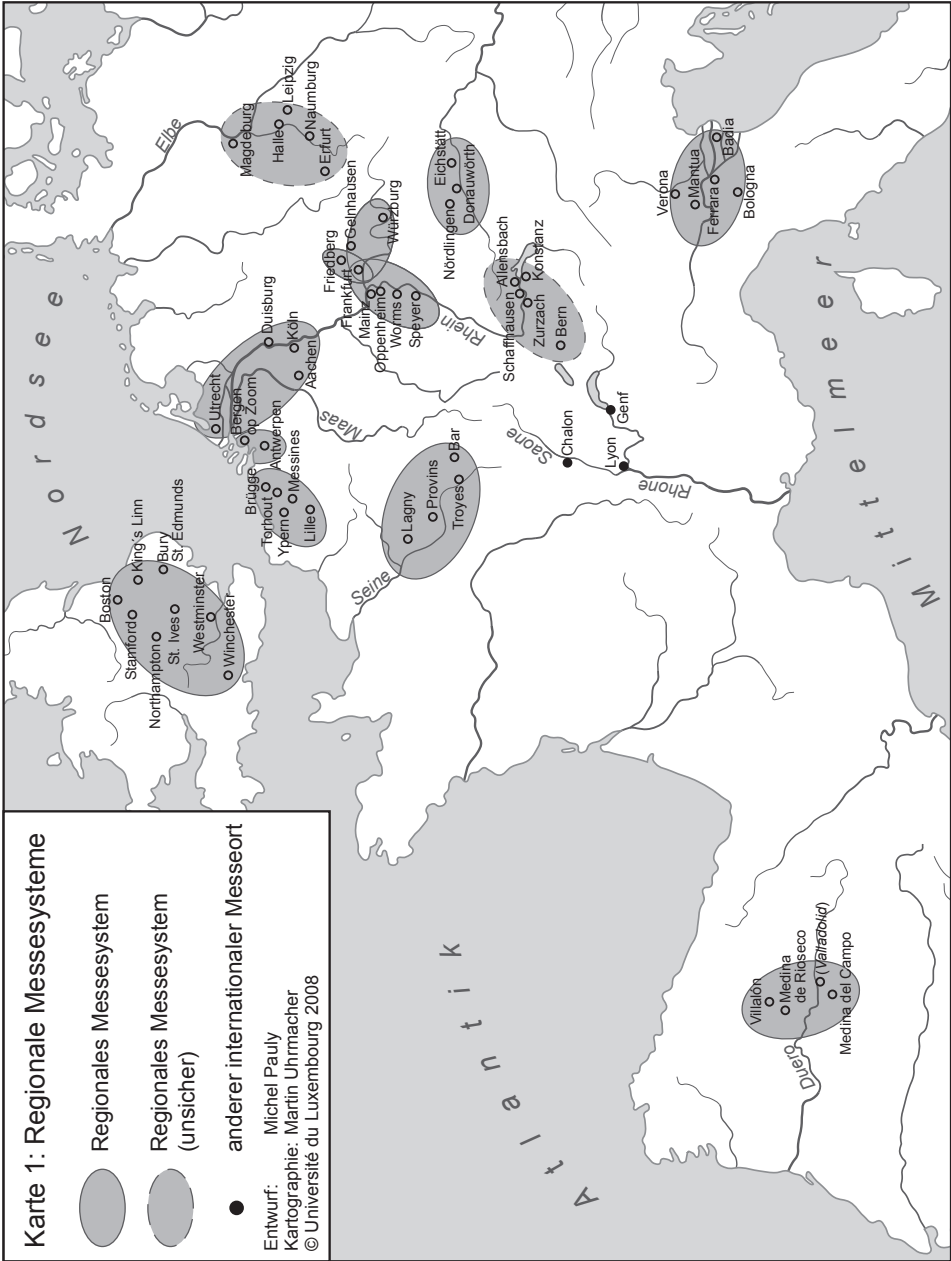 Karte 1: Regionale Messesysteme
Regionales Messesystem
Regionales Messesystem
(unsicher)
anderer internationaler Messeort
Entwurf: Michel Pauly
Kartographie: Martin Uhrmacher
© Université du Luxembourg 2008
Nordsee
Atlantik
Mittelmeer
Boston
King´s Linn
Stamford
Bury
St. Edmunds
Northampton
St. Ives
Westminster
Winchester
Utrecht
Bergen
op Zoom
Antwerpen
Duisburg
Köln
Aachen
Brügge
Torhout
Ypern
Messines
Lille
Maas
Elbe
Magdeburg
Halle
Leipzig
Naumburg
Erfurt
Friedberg
Gelnhausen
Frankfurt
Würzburg
Mainz
Oppenheim
Worms
Speyer
Rhein
Seine
Lagny
Provins
Troyes
Bar
Nördlingen
Eichstätt
Donauwörth
Schaffhausen
Allensbach
Konstanz
Zurzach
Bern
Saone
Chalon
Genf
Lyon
Rhone
Verona
Mantua
Ferrara
Badia
Bologna
Villalón
Medina
de Rioseco
(Valladolid)
Medina del Campo
Duero